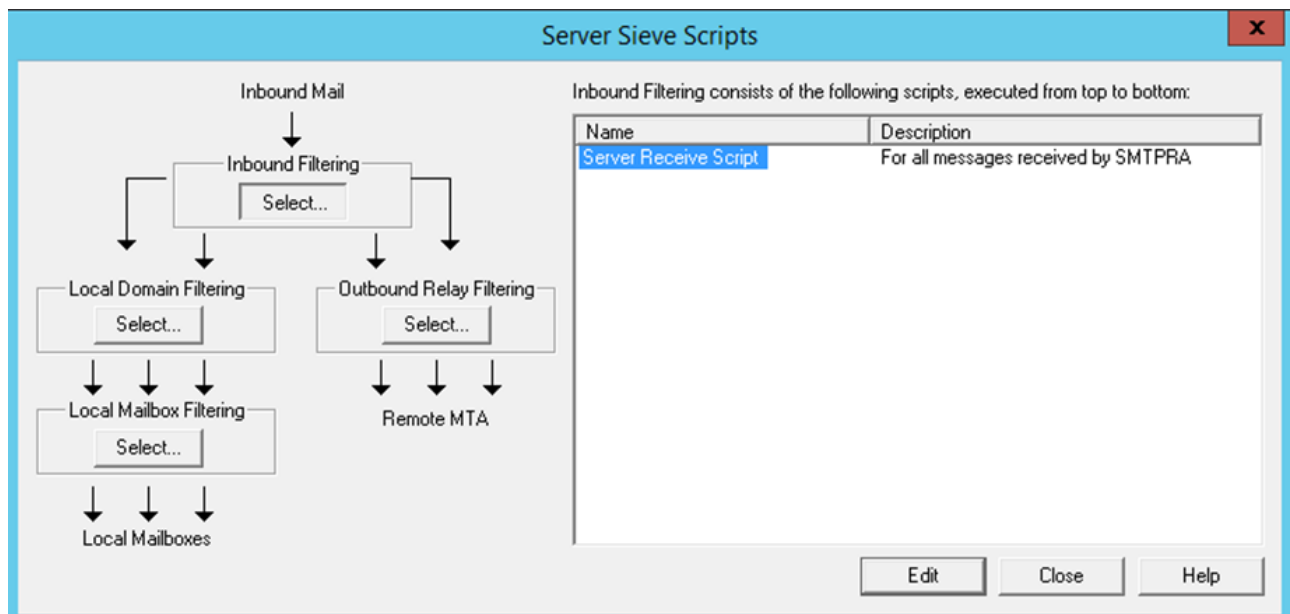 Server Sieve Scripts
x
Inbound Mail
Inbound Filtering
Select...
Local Domain Filtering
Select...
Outbound Relay Filtering
Select...
Local Mailbox Filtering
Select...
Remote MTA
Local Mailboxes
Inbound Filtering consists of the following scripts, executed from top to bottom:
Name Description
Server Receive Script For all messages received by SMTPRA
Edit Close Help